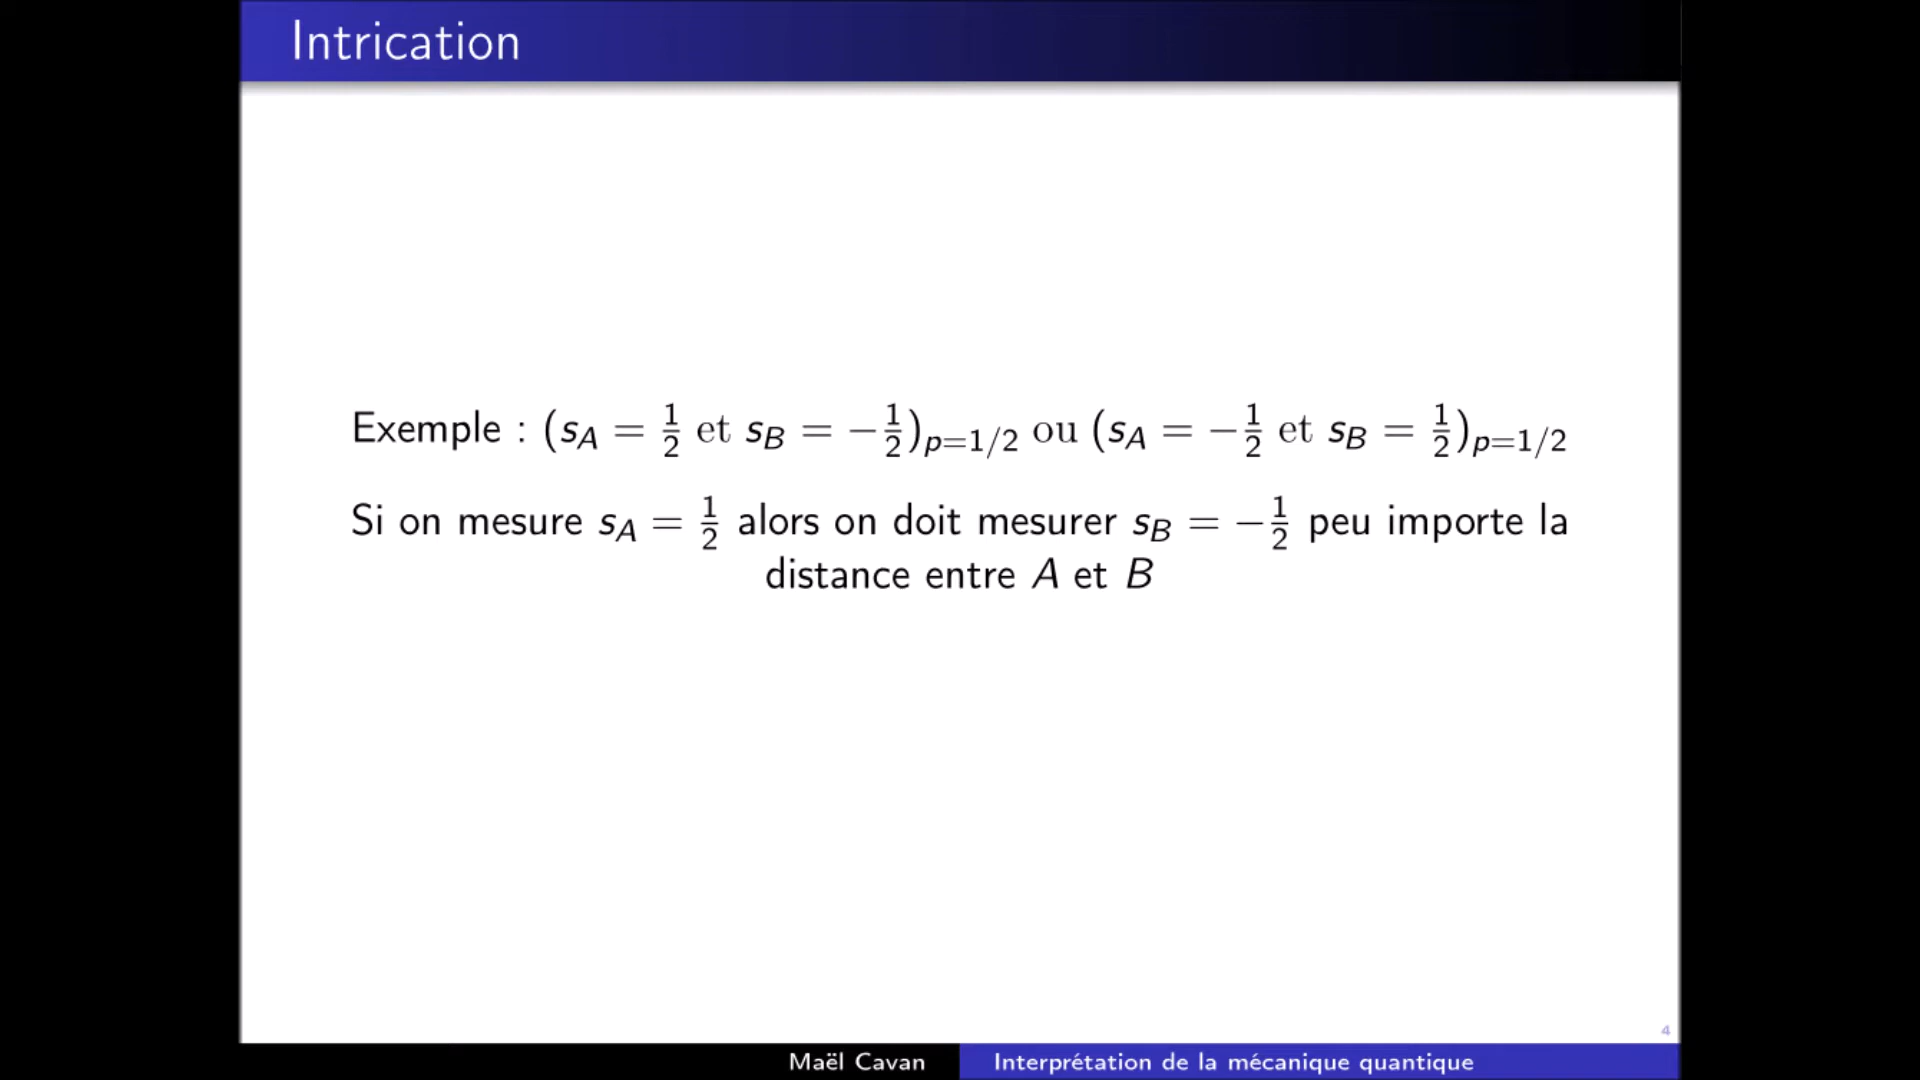 Intrication
Exemple : (s_A = 1/2 et s_B = −1/2)_{p=1/2} ou (s_A = −1/2 et s_B = 1/2)_{p=1/2}
Si on mesure s_A = 1/2 alors on doit mesurer s_B = −1/2 peu importe la
distance entre A et B
4
Maël Cavan Interprétation de la mécanique quantique